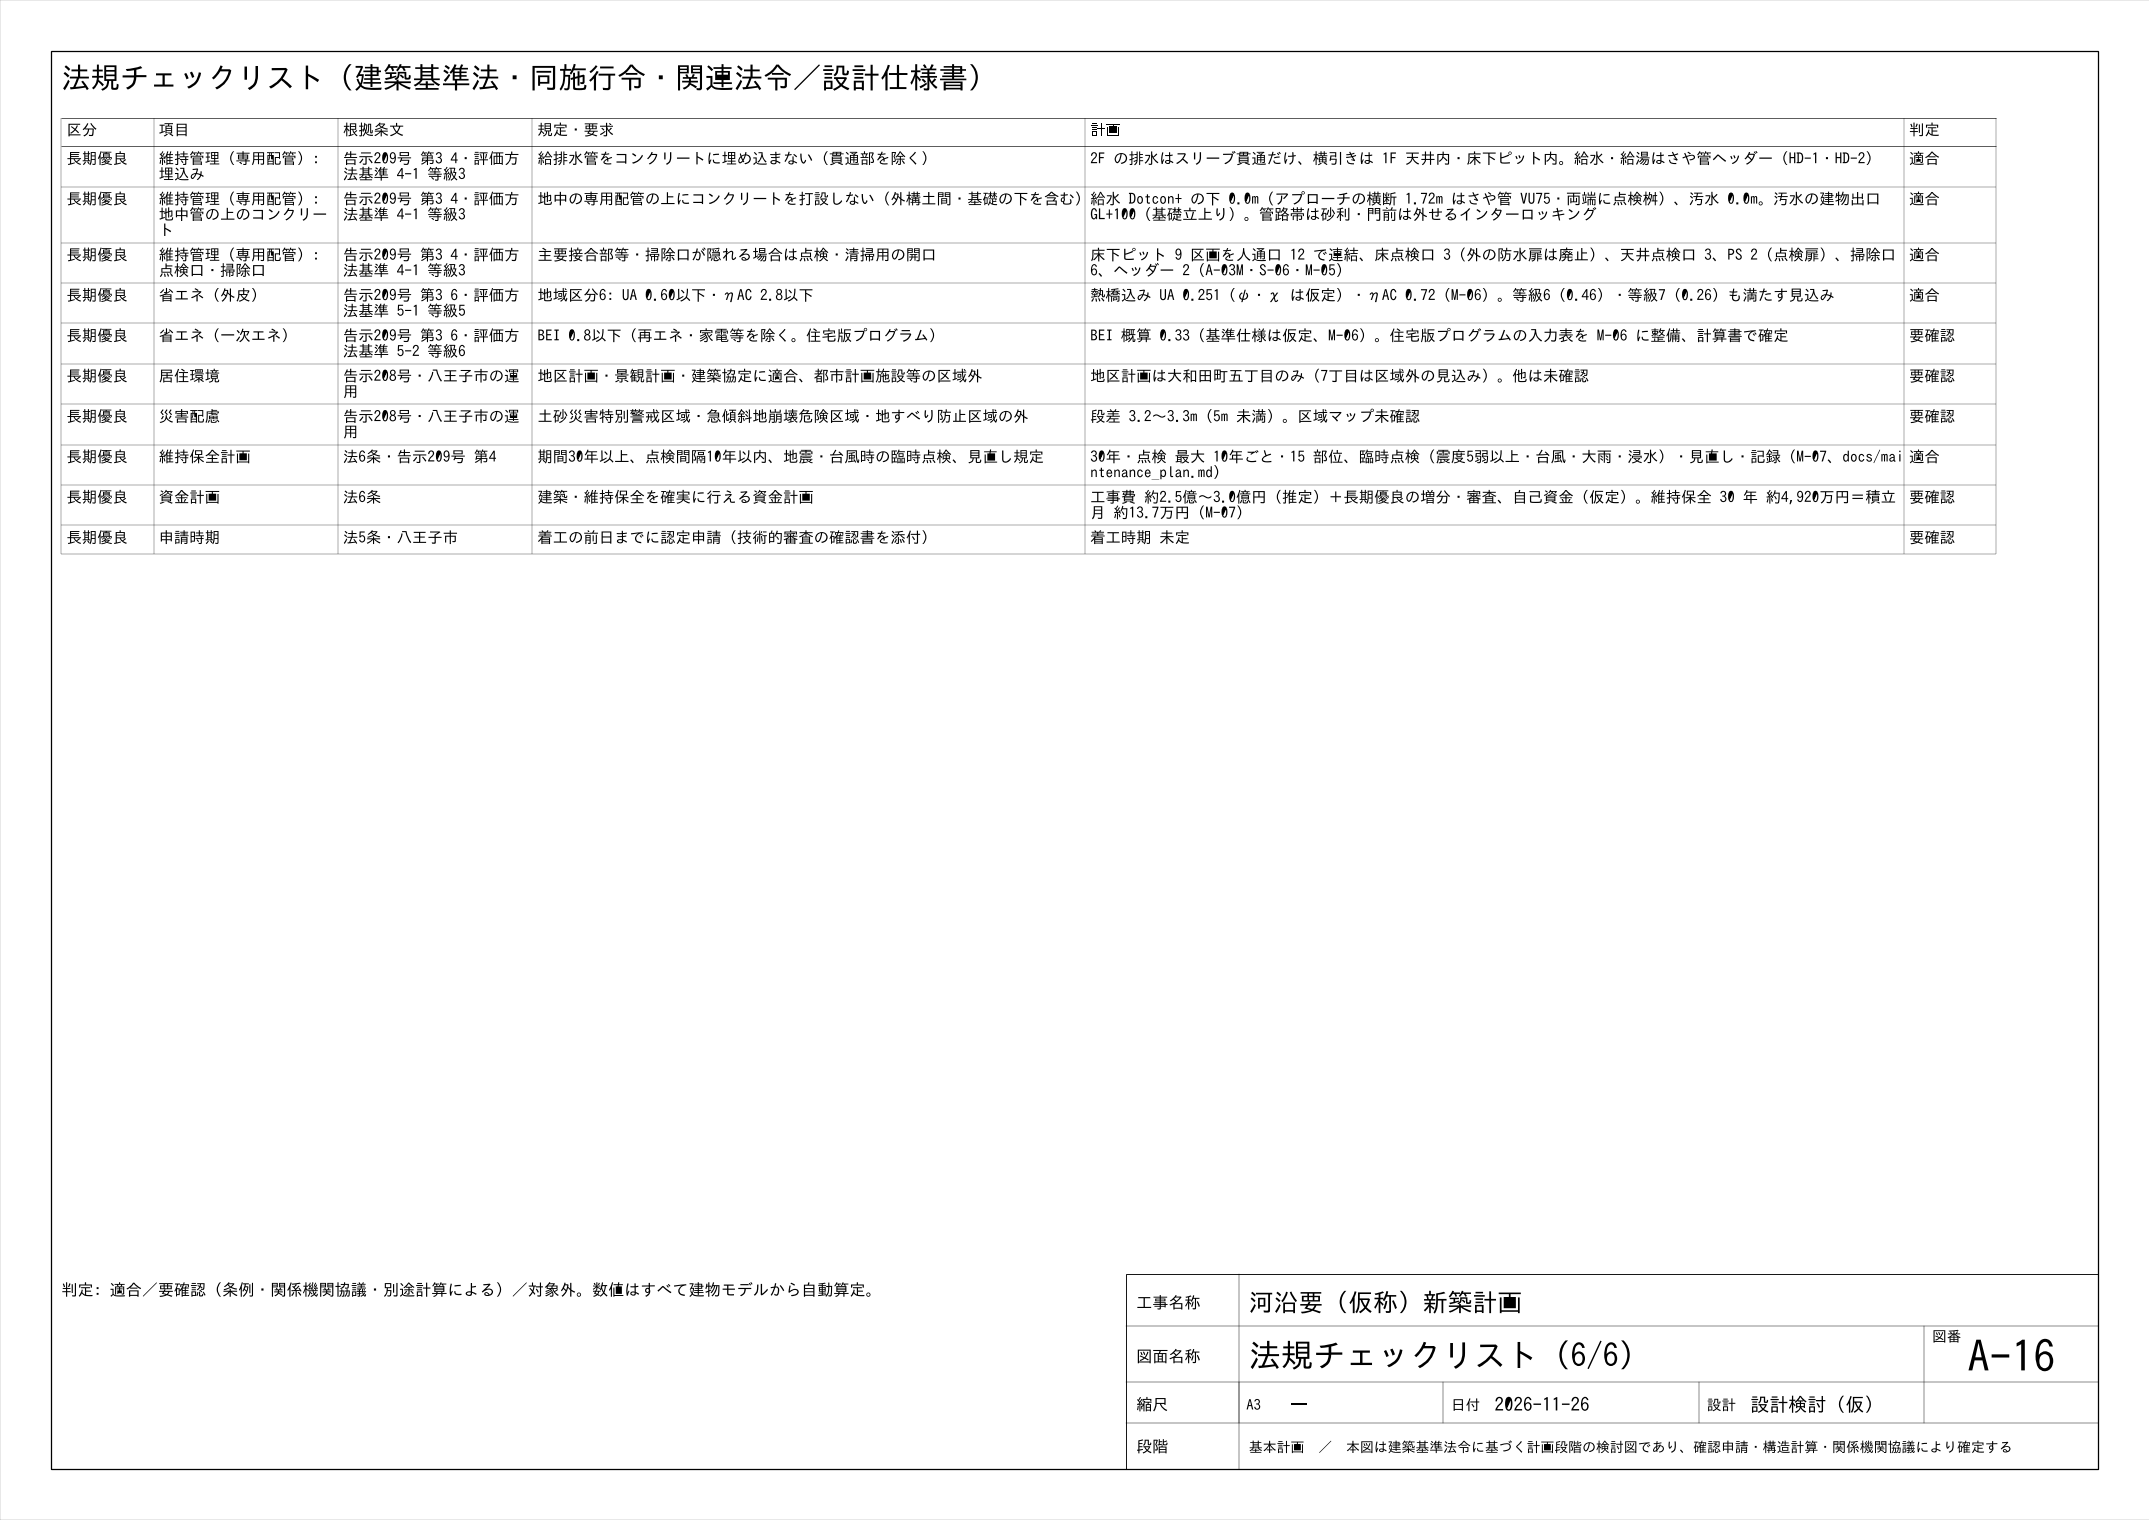 法規チェックリスト（建築基準法・同施行令・関連法令／設計仕様書）
区分 項目 根拠条文 規定・要求 計画 判定
長期優良 維持管理（専用配管）： 告示209号 第3 4・評価方 給排水管をコンクリートに埋め込まない（貫通部を除く） 2F の排水はスリーブ貫通だけ、横引きは 1F 天井内・床下ピット内。給水・給湯はさや管ヘッダー（HD-1・HD-2） 適合
埋込み 法基準 4-1 等級3
長期優良 維持管理（専用配管）： 告示209号 第3 4・評価方 地中の専用配管の上にコンクリートを打設しない（外構土間・基礎の下を含む） 給水 Dotcon+ の下 0.0m（アプローチの横断 1.72m はさや管 VU75・両端に点検桝）、汚水 0.0m。汚水の建物出口 適合
地中管の上のコンクリー 法基準 4-1 等級3 GL+100（基礎立上り）。管路帯は砂利・門前は外せるインターロッキング
ト
長期優良 維持管理（専用配管）： 告示209号 第3 4・評価方 主要接合部等・掃除口が隠れる場合は点検・清掃用の開口 床下ピット 9 区画を人通口 12 で連結、床点検口 3（外の防水扉は廃止）、天井点検口 3、PS 2（点検扉）、掃除口 適合
点検口・掃除口 法基準 4-1 等級3 6、ヘッダー 2（A-03M・S-06・M-05）
長期優良 省エネ（外皮） 告示209号 第3 6・評価方 地域区分6: UA 0.60以下・ηAC 2.8以下 熱橋込み UA 0.251（ψ・χ は仮定）・ηAC 0.72（M-06）。等級6（0.46）・等級7（0.26）も満たす見込み 適合
法基準 5-1 等級5
長期優良 省エネ（一次エネ） 告示209号 第3 6・評価方 BEI 0.8以下（再エネ・家電等を除く。住宅版プログラム） BEI 概算 0.33（基準仕様は仮定、M-06）。住宅版プログラムの入力表を M-06 に整備、計算書で確定 要確認
法基準 5-2 等級6
長期優良 居住環境 告示208号・八王子市の運 地区計画・景観計画・建築協定に適合、都市計画施設等の区域外 地区計画は大和田町五丁目のみ（7丁目は区域外の見込み）。他は未確認 要確認
用
長期優良 災害配慮 告示208号・八王子市の運 土砂災害特別警戒区域・急傾斜地崩壊危険区域・地すべり防止区域の外 段差 3.2～3.3m（5m 未満）。区域マップ未確認 要確認
用
長期優良 維持保全計画 法6条・告示209号 第4 期間30年以上、点検間隔10年以内、地震・台風時の臨時点検、見直し規定 30年・点検 最大 10年ごと・15 部位、臨時点検（震度5弱以上・台風・大雨・浸水）・見直し・記録（M-07、docs/mai 適合
ntenance_plan.md）
長期優良 資金計画 法6条 建築・維持保全を確実に行える資金計画 工事費 約2.5億～3.0億円（推定）＋長期優良の増分・審査、自己資金（仮定）。維持保全 30 年 約4,920万円＝積立 要確認
月 約13.7万円（M-07）
長期優良 申請時期 法5条・八王子市 着工の前日までに認定申請（技術的審査の確認書を添付） 着工時期 未定 要確認
判定: 適合／要確認（条例・関係機関協議・別途計算による）／対象外。数値はすべて建物モデルから自動算定。
工事名称 河沿要（仮称）新築計画
図面名称 法規チェックリスト（6/6） 図番 A-16
縮尺 A3 — 日付 2026-11-26 設計 設計検討（仮）
段階 基本計画 ／ 本図は建築基準法令に基づく計画段階の検討図であり、確認申請・構造計算・関係機関協議により確定する